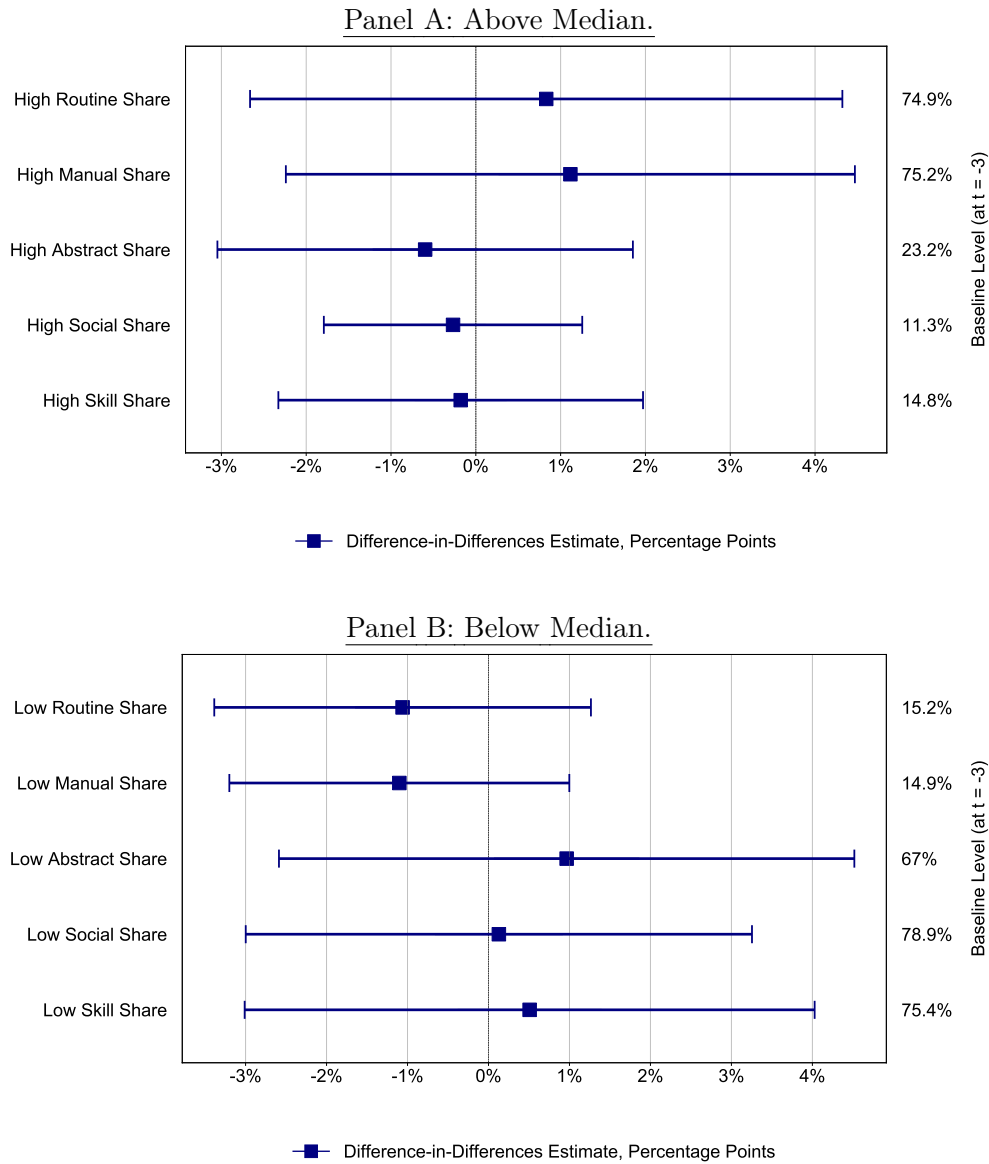 Panel A: Above Median.
High Routine Share 74.9%
High Manual Share 75.2%
High Abstract Share 23.2%
High Social Share 11.3%
High Skill Share 14.8%
Baseline Level (at t = -3)
-3% -2% -1% 0% 1% 2% 3% 4%
Difference-in-Differences Estimate, Percentage Points
Panel B: Below Median.
Low Routine Share 15.2%
Low Manual Share 14.9%
Low Abstract Share 67%
Low Social Share 78.9%
Low Skill Share 75.4%
Baseline Level (at t = -3)
-3% -2% -1% 0% 1% 2% 3% 4%
Difference-in-Differences Estimate, Percentage Points